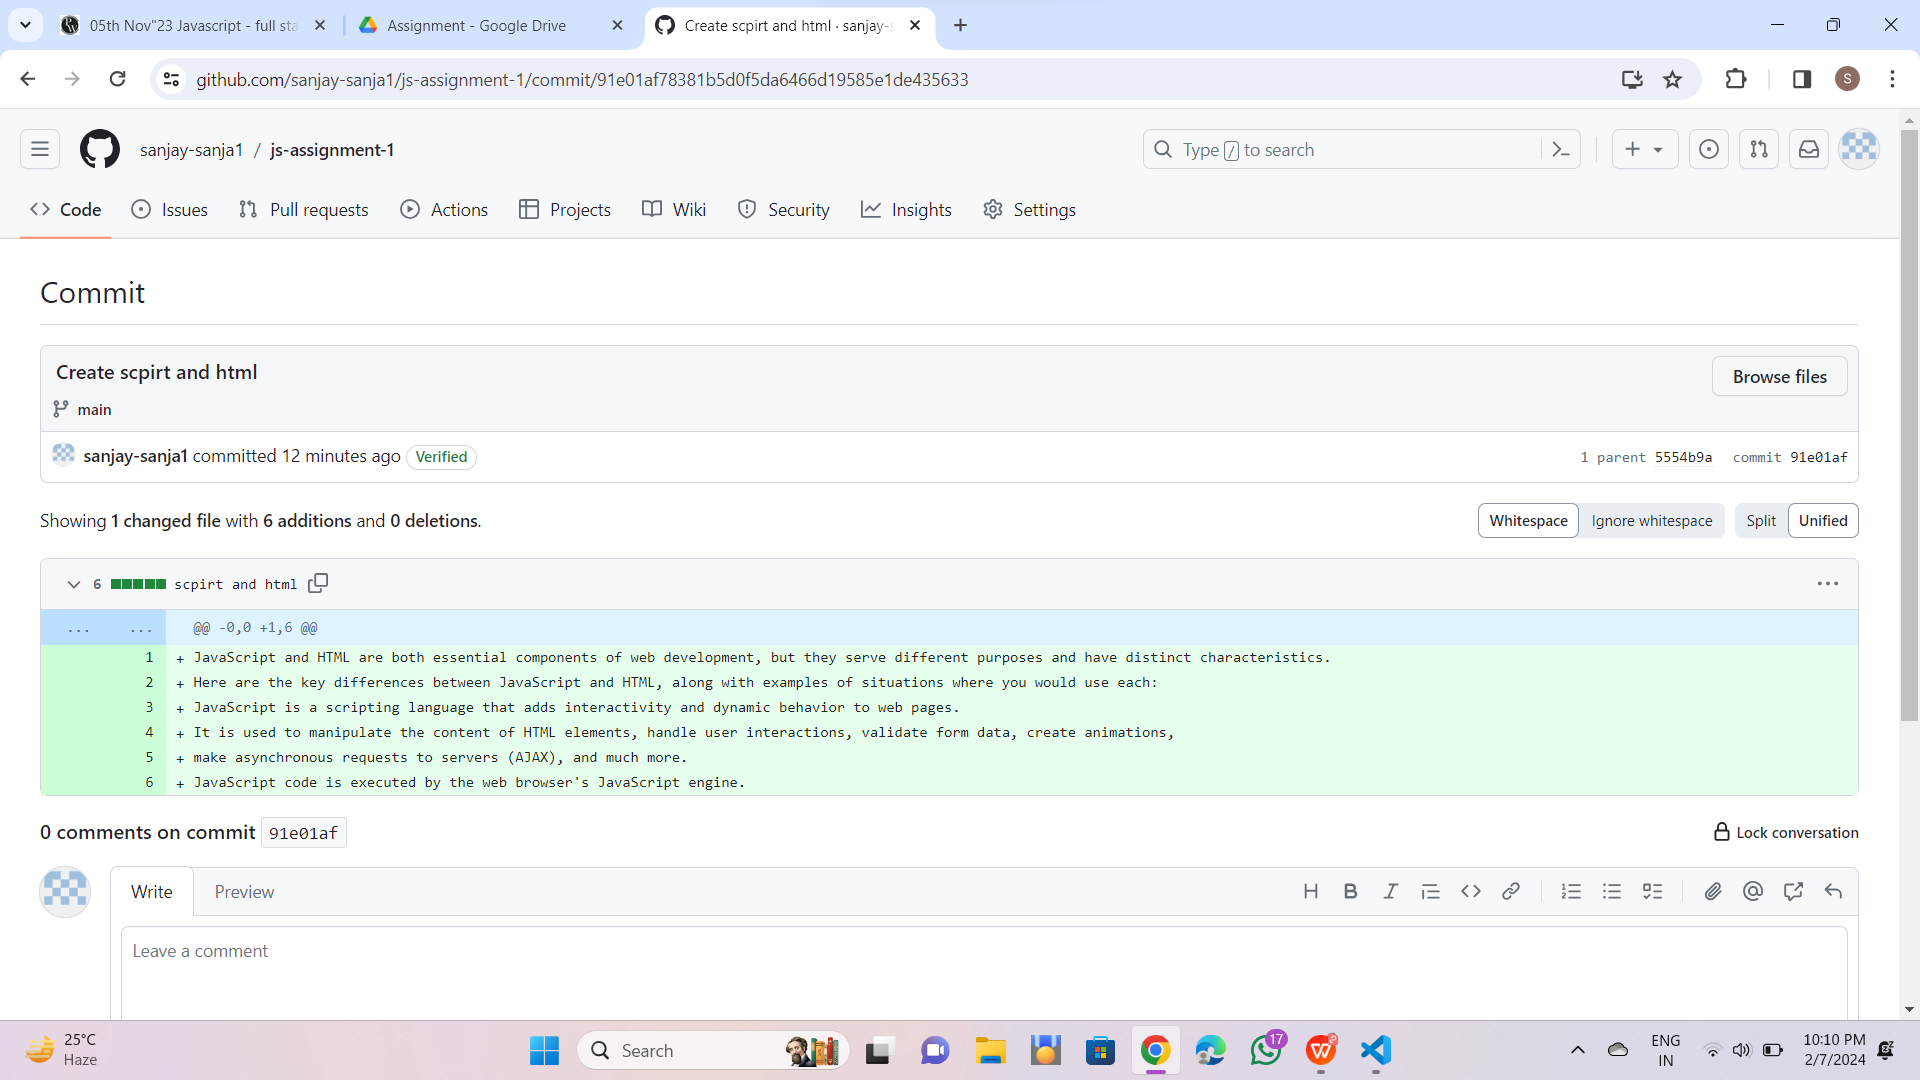 05th Nov"23 Javascript - full sta
Assignment - Google Drive
Create scpirt and html · sanjay-s
github.com/sanjay-sanja1/js-assignment-1/commit/91e01af78381b5d0f5da6466d19585e1de435633
S
sanjay-sanja1 / js-assignment-1
Type / to search
Code
Issues
Pull requests
Actions
Projects
Wiki
Security
Insights
Settings
Commit
Create scpirt and html
Browse files
main
sanjay-sanja1 committed 12 minutes ago Verified
1 parent 5554b9a commit 91e01af
Showing 1 changed file with 6 additions and 0 deletions.
Whitespace Ignore whitespace
Split Unified
6 scpirt and html
... ... @@ -0,0 +1,6 @@
1 + JavaScript and HTML are both essential components of web development, but they serve different purposes and have distinct characteristics.
2 + Here are the key differences between JavaScript and HTML, along with examples of situations where you would use each:
3 + JavaScript is a scripting language that adds interactivity and dynamic behavior to web pages.
4 + It is used to manipulate the content of HTML elements, handle user interactions, validate form data, create animations,
5 + make asynchronous requests to servers (AJAX), and much more.
6 + JavaScript code is executed by the web browser's JavaScript engine.
0 comments on commit 91e01af
Lock conversation
Write
Preview
Leave a comment
25°C
Haze
Search
17
ENG
IN
10:10 PM
2/7/2024